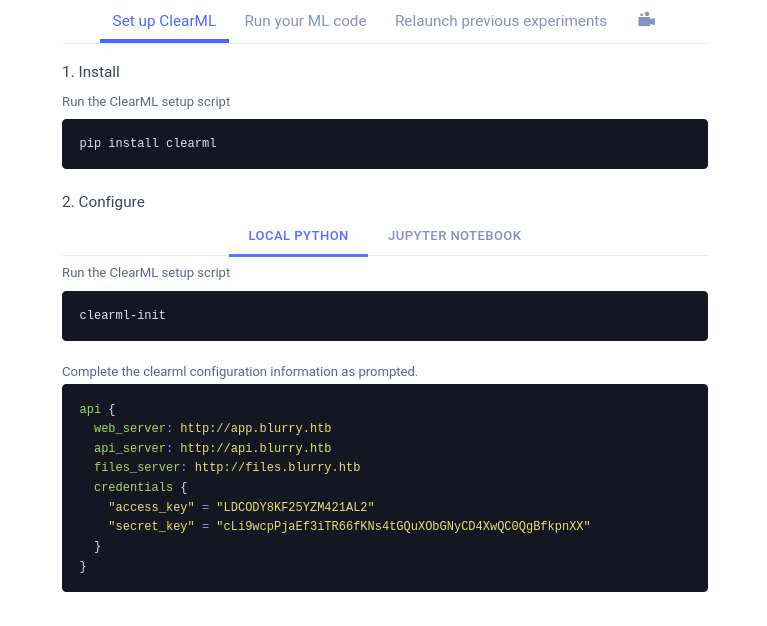 Set up ClearML Run your ML code Relaunch previous experiments
1. Install
Run the ClearML setup script
pip install clearml
2. Configure
LOCAL PYTHON JUPYTER NOTEBOOK
Run the ClearML setup script
clearml-init
Complete the clearml configuration information as prompted.
api {
  web_server: http://app.blurry.htb
  api_server: http://api.blurry.htb
  files_server: http://files.blurry.htb
  credentials {
    "access_key" = "LDCODY8KF25YZM421AL2"
    "secret_key" = "cLi9wcpPjaEf3iTR66fKNs4tGQuXObGNyCD4XwQC0QgBfkpnXX"
  }
}